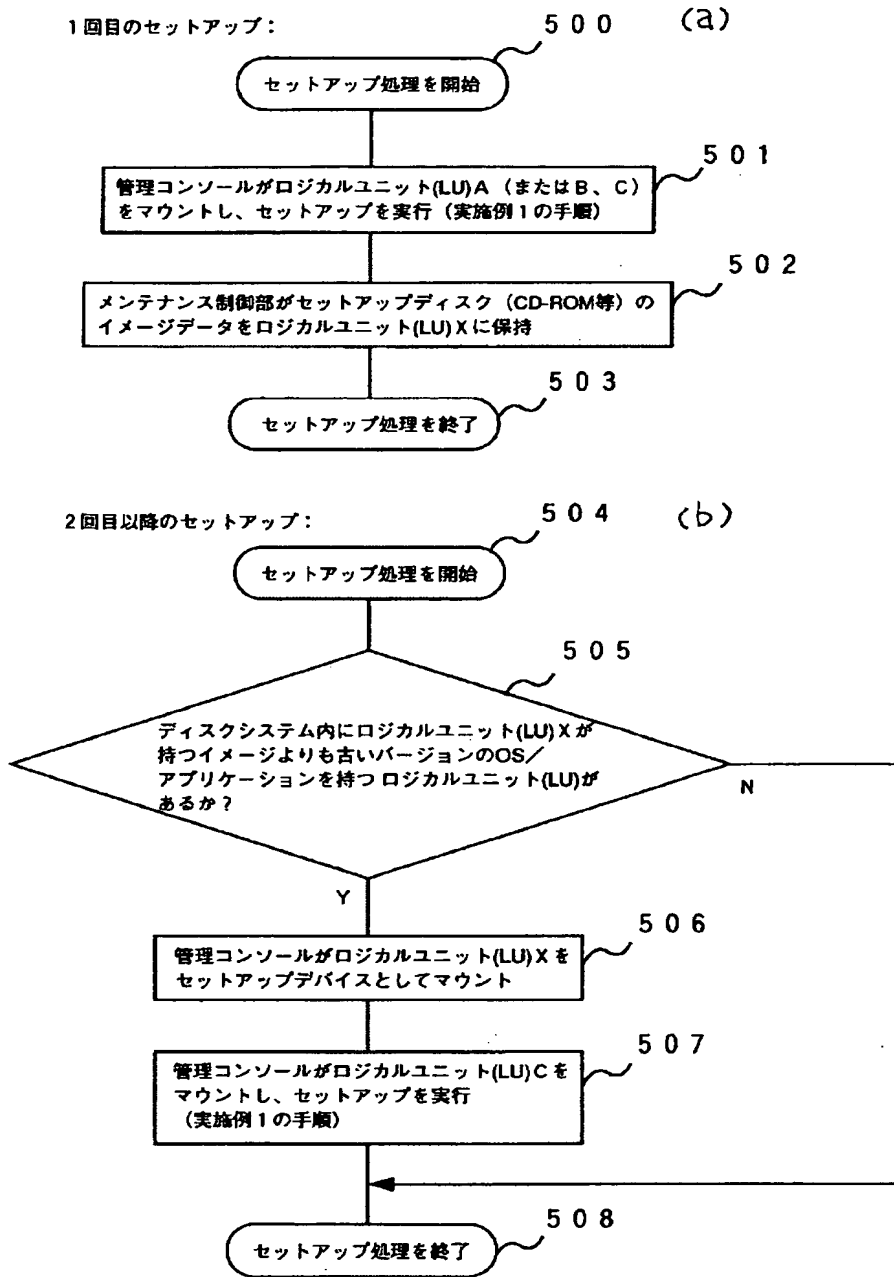 1回目のセットアップ：
500
(a)
セットアップ処理を開始
501
管理コンソールがロジカルユニット(LU)A（またはB、C）
をマウントし、セットアップを実行（実施例1の手順）
502
メンテナンス制御部がセットアップディスク（CD-ROM等）の
イメージデータをロジカルユニット(LU)Xに保持
503
セットアップ処理を終了
2回目以降のセットアップ：
504
(b)
セットアップ処理を開始
505
ディスクシステム内にロジカルユニット(LU)Xが
持つイメージよりも古いバージョンのOS／
アプリケーションを持つロジカルユニット(LU)が
あるか？
N
Y
506
管理コンソールがロジカルユニット(LU)Xを
セットアップデバイスとしてマウント
507
管理コンソールがロジカルユニット(LU)Cを
マウントし、セットアップを実行
（実施例1の手順）
508
セットアップ処理を終了